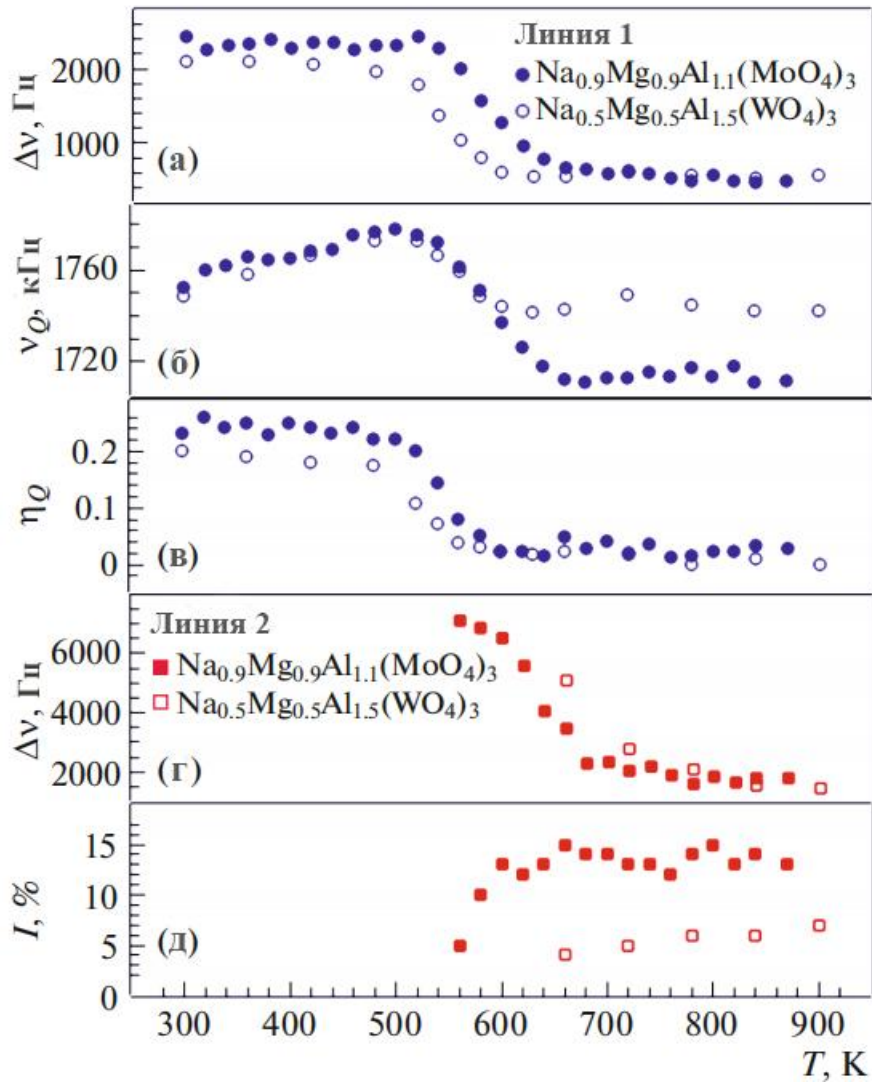 Линия 1
Na0.9Mg0.9Al1.1(MoO4)3
Na0.5Mg0.5Al1.5(WO4)3
2000
1000
Δν, Гц
(а)
1760
1720
νQ, кГц
(б)
0.2
0.1
0
ηQ
(в)
Линия 2
Na0.9Mg0.9Al1.1(MoO4)3
Na0.5Mg0.5Al1.5(WO4)3
6000
4000
2000
Δν, Гц
(г)
15
10
5
0
I, %
(д)
300 400 500 600 700 800 900
T, K